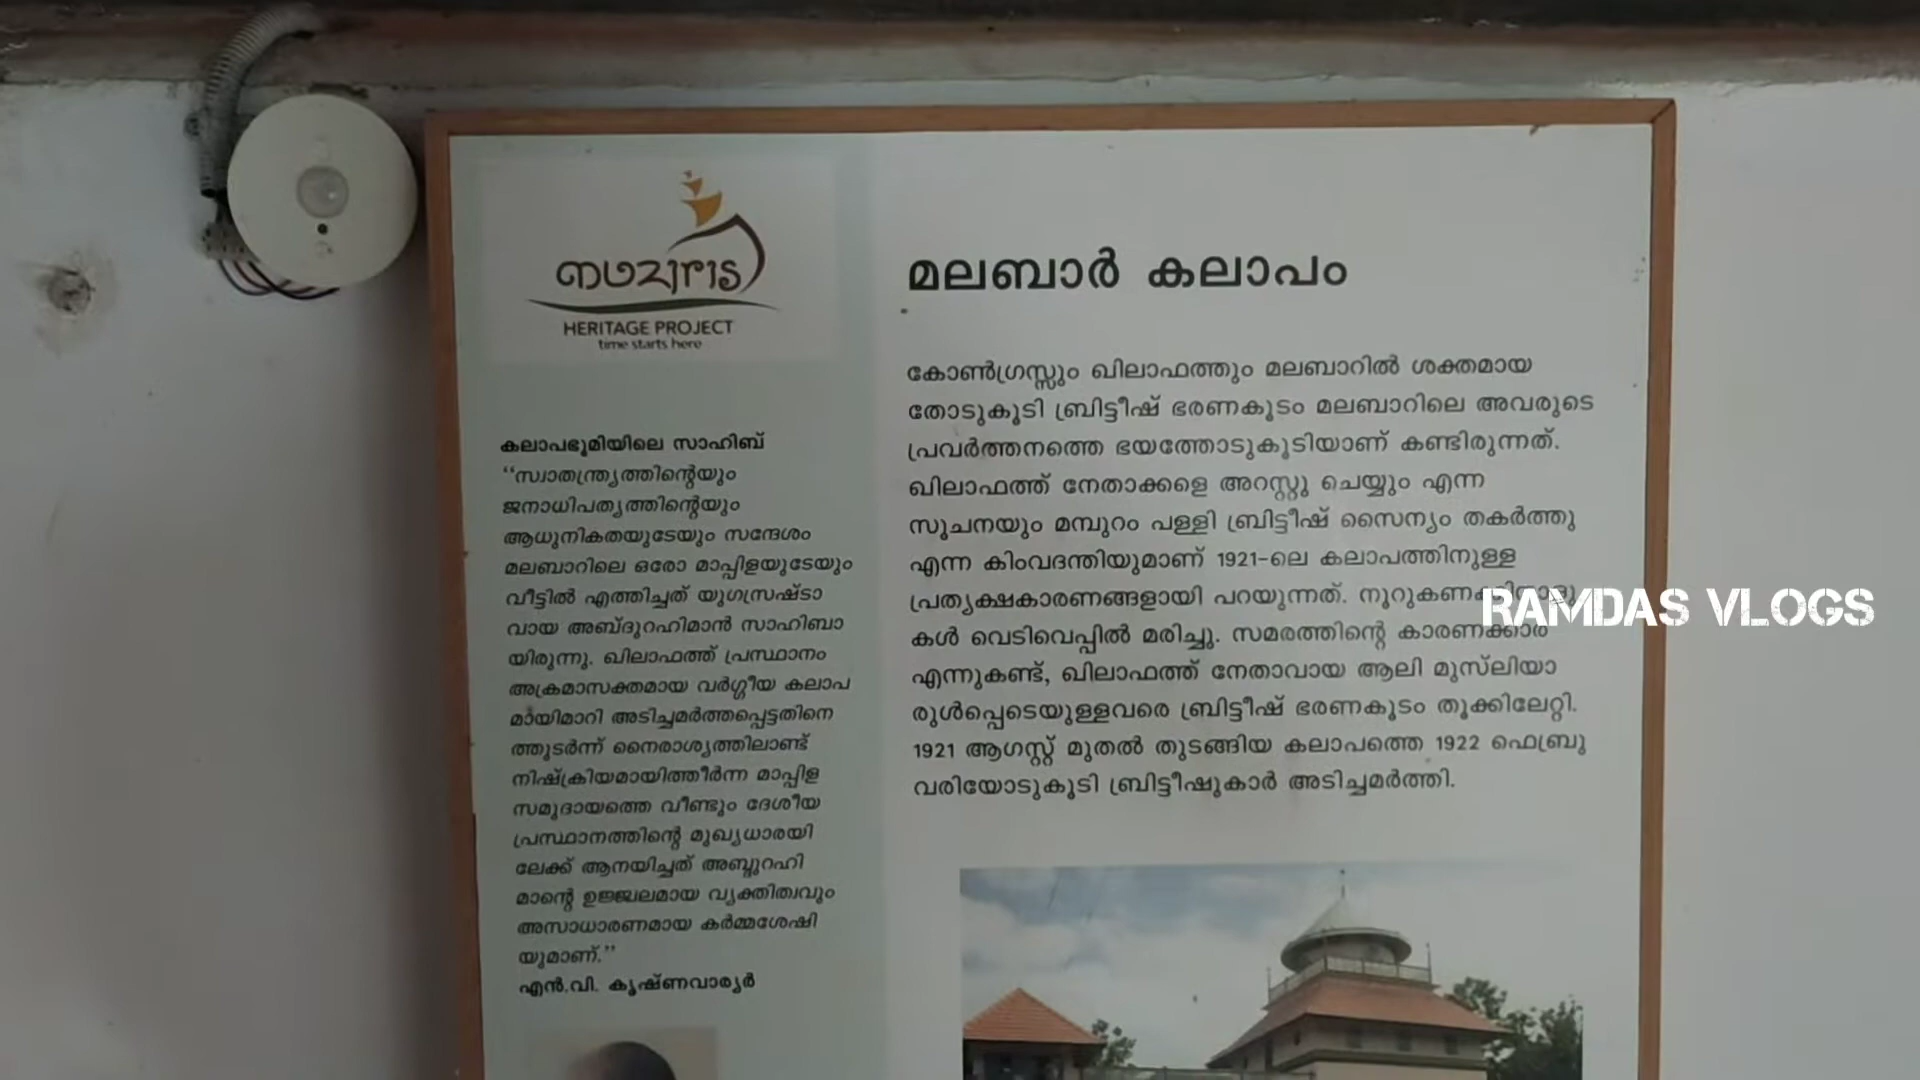 HERITAGE PROJECT
time starts here
കലാപഭൂമിയിലെ സാഹിബ്
“സ്വാതന്ത്ര്യത്തിന്റെയും
ജനാധിപത്യത്തിന്റെയും
ആധുനികതയുടേയും സന്ദേശം
മലബാറിലെ ഒരോ മാപ്പിളയുടേയും
വീട്ടിൽ എത്തിച്ചത് യുഗസ്രഷ്ടാ
വായ അബ്ദുറഹിമാൻ സാഹിബാ
യിരുന്നു. ഖിലാഫത്ത് പ്രസ്ഥാനം
അക്രമാസക്തമായ വർഗ്ഗീയ കലാപ
മായിമാറി അടിച്ചമർത്തപ്പെട്ടതിനെ
ത്തുടർന്ന് നൈരാശ്യത്തിലാണ്ട്
നിഷ്ക്രിയമായിത്തീർന്ന മാപ്പിള
സമുദായത്തെ വീണ്ടും ദേശീയ
പ്രസ്ഥാനത്തിന്റെ മുഖ്യധാരയി
ലേക്ക് ആനയിച്ചത് അബ്ദുറഹി
മാന്റെ ഉജ്ജ്വലമായ വ്യക്തിത്വവും
അസാധാരണമായ കർമ്മശേഷി
യുമാണ്.”
എൻ.വി. കൃഷ്ണവാര്യർ
മലബാർ കലാപം
കോൺഗ്രസ്സും ഖിലാഫത്തും മലബാറിൽ ശക്തമായ
തോടുകൂടി ബ്രിട്ടീഷ് ഭരണകൂടം മലബാറിലെ അവരുടെ
പ്രവർത്തനത്തെ ഭയത്തോടുകൂടിയാണ് കണ്ടിരുന്നത്.
ഖിലാഫത്ത് നേതാക്കളെ അറസ്റ്റു ചെയ്യും എന്ന
സൂചനയും മമ്പുറം പള്ളി ബ്രിട്ടീഷ് സൈന്യം തകർത്തു
എന്ന കിംവദന്തിയുമാണ് 1921-ലെ കലാപത്തിനുള്ള
പ്രത്യക്ഷകാരണങ്ങളായി പറയുന്നത്.
കൾ വെടിവെപ്പിൽ മരിച്ചു. സമരത്തിന്റെ കാരണക്കാർ
എന്നുകണ്ട്, ഖിലാഫത്ത് നേതാവായ ആലി മുസ്‌ലിയാ
രുൾപ്പെടെയുള്ളവരെ ബ്രിട്ടീഷ് ഭരണകൂടം തൂക്കിലേറ്റി.
1921 ആഗസ്റ്റ് മുതൽ തുടങ്ങിയ കലാപത്തെ 1922 ഫെബ്രു
വരിയോടുകൂടി ബ്രിട്ടീഷുകാർ അടിച്ചമർത്തി.
RAMDAS VLOGS